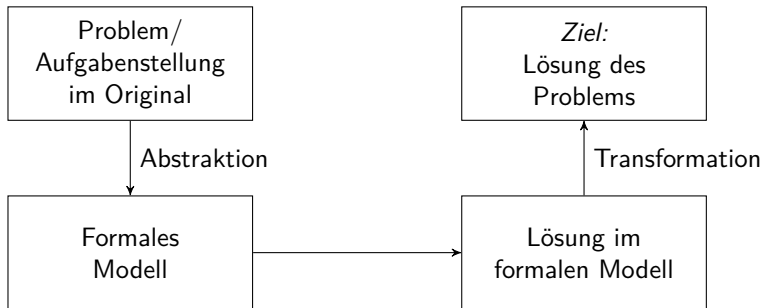 Problem/
Aufgabenstellung
im Original
Ziel:
Lösung des
Problems
Abstraktion
Transformation
Formales
Modell
Lösung im
formalen Modell